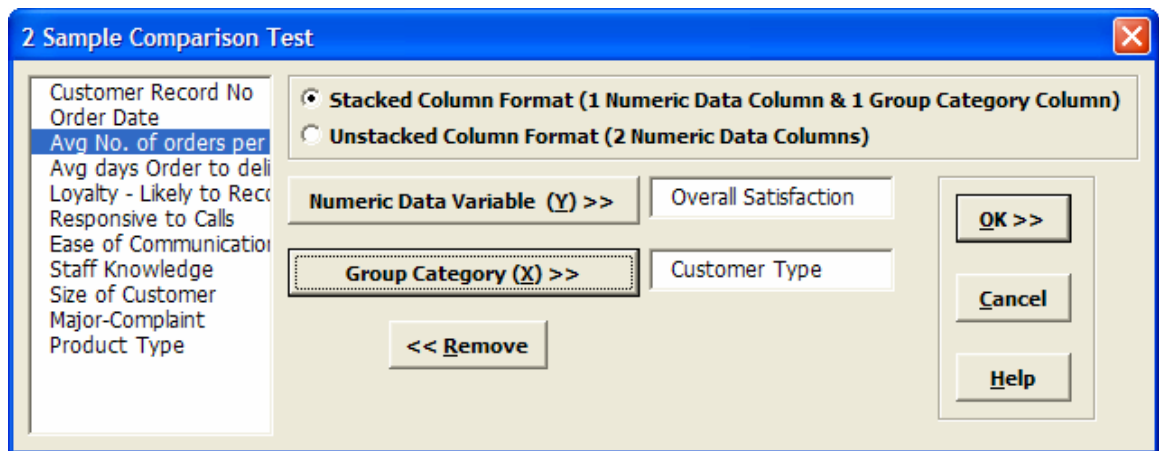 2 Sample Comparison Test
Customer Record No
Order Date
Avg No. of orders per
Avg days Order to deli
Loyalty - Likely to Reco
Responsive to Calls
Ease of Communication
Staff Knowledge
Size of Customer
Major-Complaint
Product Type
Stacked Column Format (1 Numeric Data Column & 1 Group Category Column)
Unstacked Column Format (2 Numeric Data Columns)
Numeric Data Variable (Y) >>
Overall Satisfaction
Group Category (X) >>
Customer Type
<< Remove
OK >>
Cancel
Help